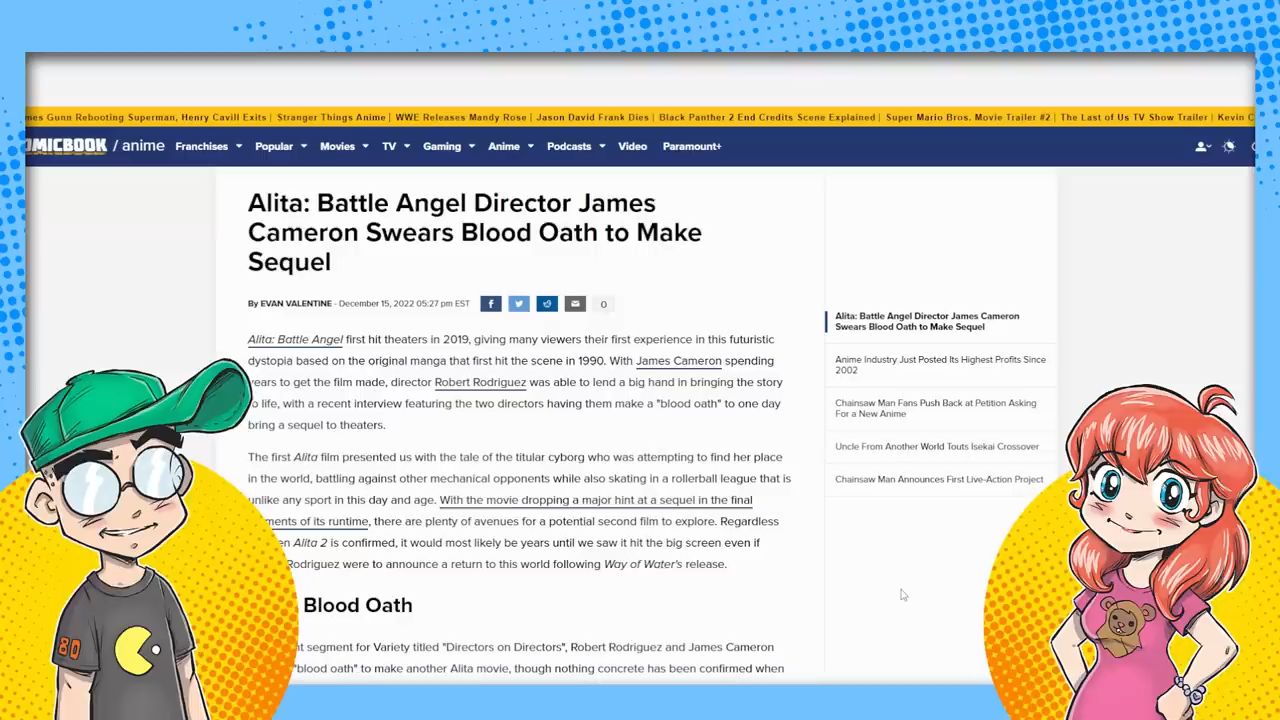 mes Gunn Rebooting Superman, Henry Cavill Exits | Stranger Things Anime | WWE Releases Mandy Rose | Jason David Frank Dies | Black Panther 2 End Credits Scene Explained | Super Mario Bros. Movie Trailer #2 | The Last of Us TV Show Trailer | Kevin C
OMICBOOK / anime Franchises Popular Movies TV Gaming Anime Podcasts Video Paramount+
Alita: Battle Angel Director James
Cameron Swears Blood Oath to Make
Sequel
By EVAN VALENTINE - December 15, 2022 05:27 pm EST 0
Alita: Battle Angel first hit theaters in 2019, giving many viewers their first experience in this futuristic
dystopia based on the original manga that first hit the scene in 1990. With James Cameron spending
years to get the film made, director Robert Rodriguez was able to lend a big hand in bringing the story
to life, with a recent interview featuring the two directors having them make a "blood oath" to one day
bring a sequel to theaters.
The first Alita film presented us with the tale of the titular cyborg who was attempting to find her place
in the world, battling against other mechanical opponents while also skating in a rollerball league that is
unlike any sport in this day and age. With the movie dropping a major hint at a sequel in the final
ments of its runtime, there are plenty of avenues for a potential second film to explore. Regardless
en Alita 2 is confirmed, it would most likely be years until we saw it hit the big screen even if
Rodriguez were to announce a return to this world following Way of Water's release.
Blood Oath
t segment for Variety titled "Directors on Directors", Robert Rodriguez and James Cameron
"blood oath" to make another Alita movie, though nothing concrete has been confirmed when
Alita: Battle Angel Director James Cameron
Swears Blood Oath to Make Sequel
Anime Industry Just Posted Its Highest Profits Since
2002
Chainsaw Man Fans Push Back at Petition Asking
For a New Anime
Uncle From Another World Touts Isekai Crossover
Chainsaw Man Announces First Live-Action Project
80